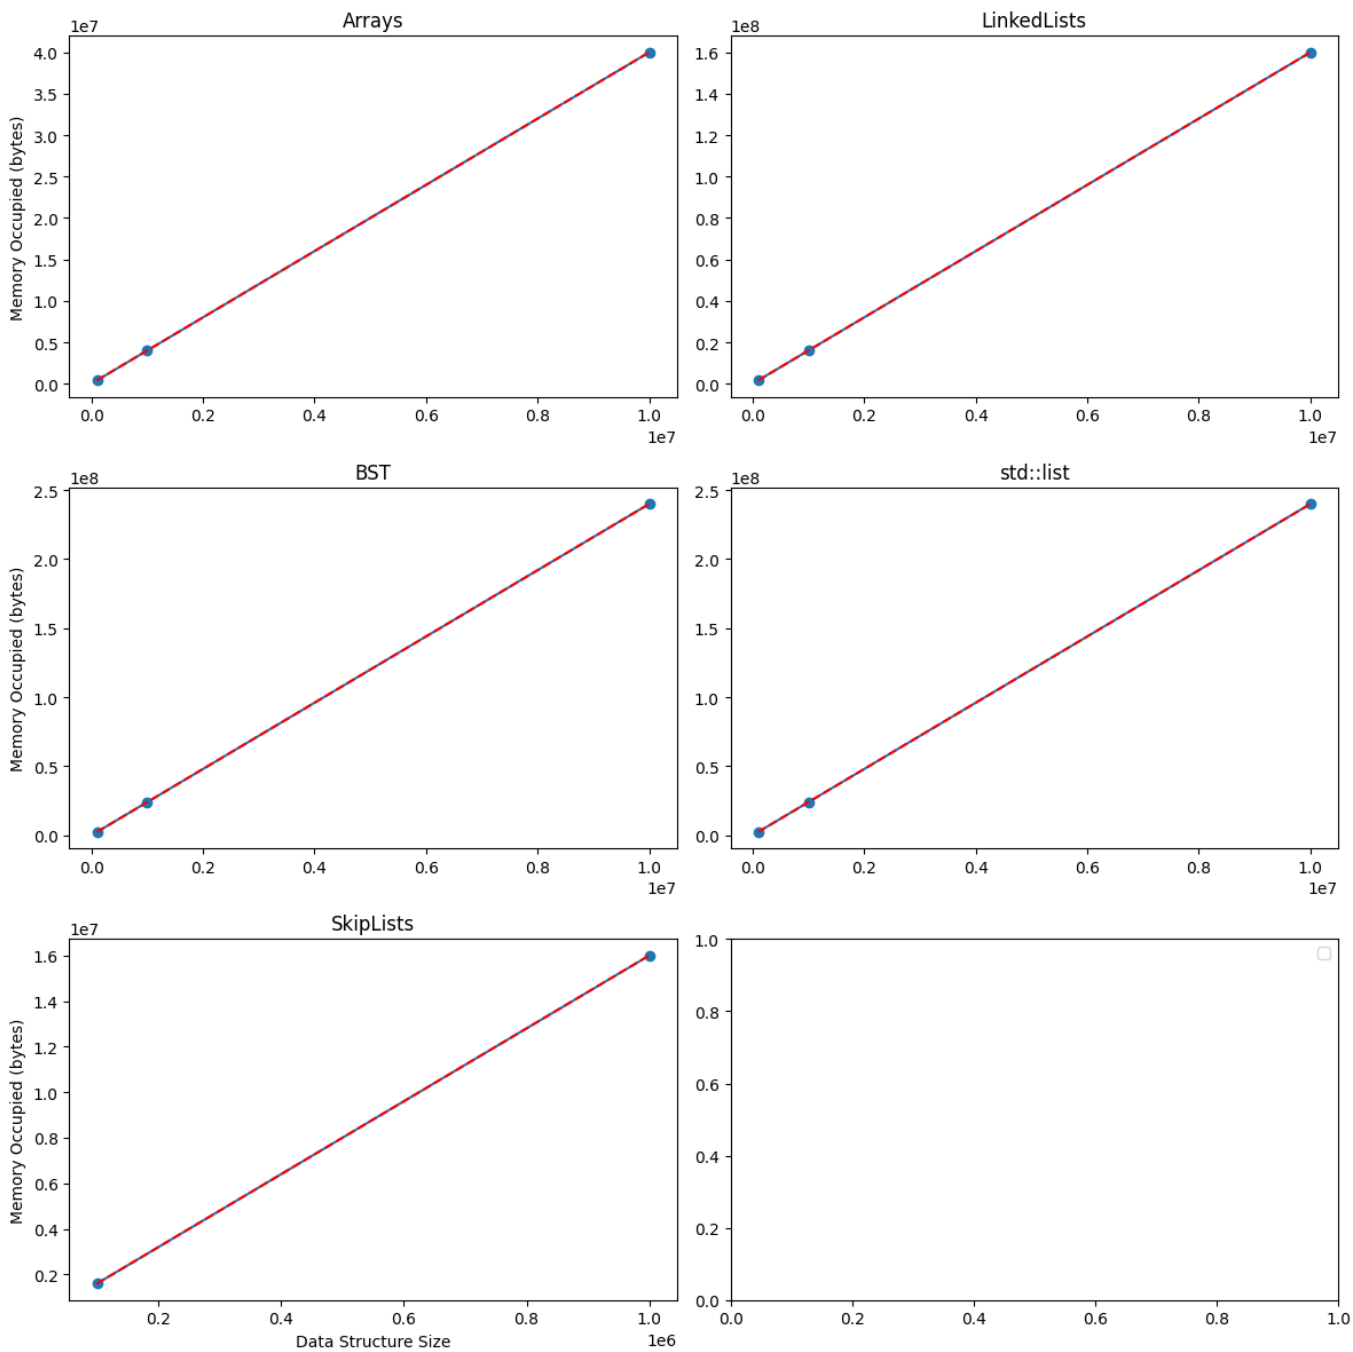 Arrays
1e7
Memory Occupied (bytes)
4.0
3.5
3.0
2.5
2.0
1.5
1.0
0.5
0.0
0.0 0.2 0.4 0.6 0.8 1.0
1e7
LinkedLists
1e8
1.6
1.4
1.2
1.0
0.8
0.6
0.4
0.2
0.0
0.0 0.2 0.4 0.6 0.8 1.0
1e7
BST
1e8
Memory Occupied (bytes)
2.5
2.0
1.5
1.0
0.5
0.0
0.0 0.2 0.4 0.6 0.8 1.0
1e7
std::list
1e8
2.5
2.0
1.5
1.0
0.5
0.0
0.0 0.2 0.4 0.6 0.8 1.0
1e7
SkipLists
1e7
Memory Occupied (bytes)
1.6
1.4
1.2
1.0
0.8
0.6
0.4
0.2
0.2 0.4 0.6 0.8 1.0
Data Structure Size
1e6
1.0
0.8
0.6
0.4
0.2
0.0
0.0 0.2 0.4 0.6 0.8 1.0